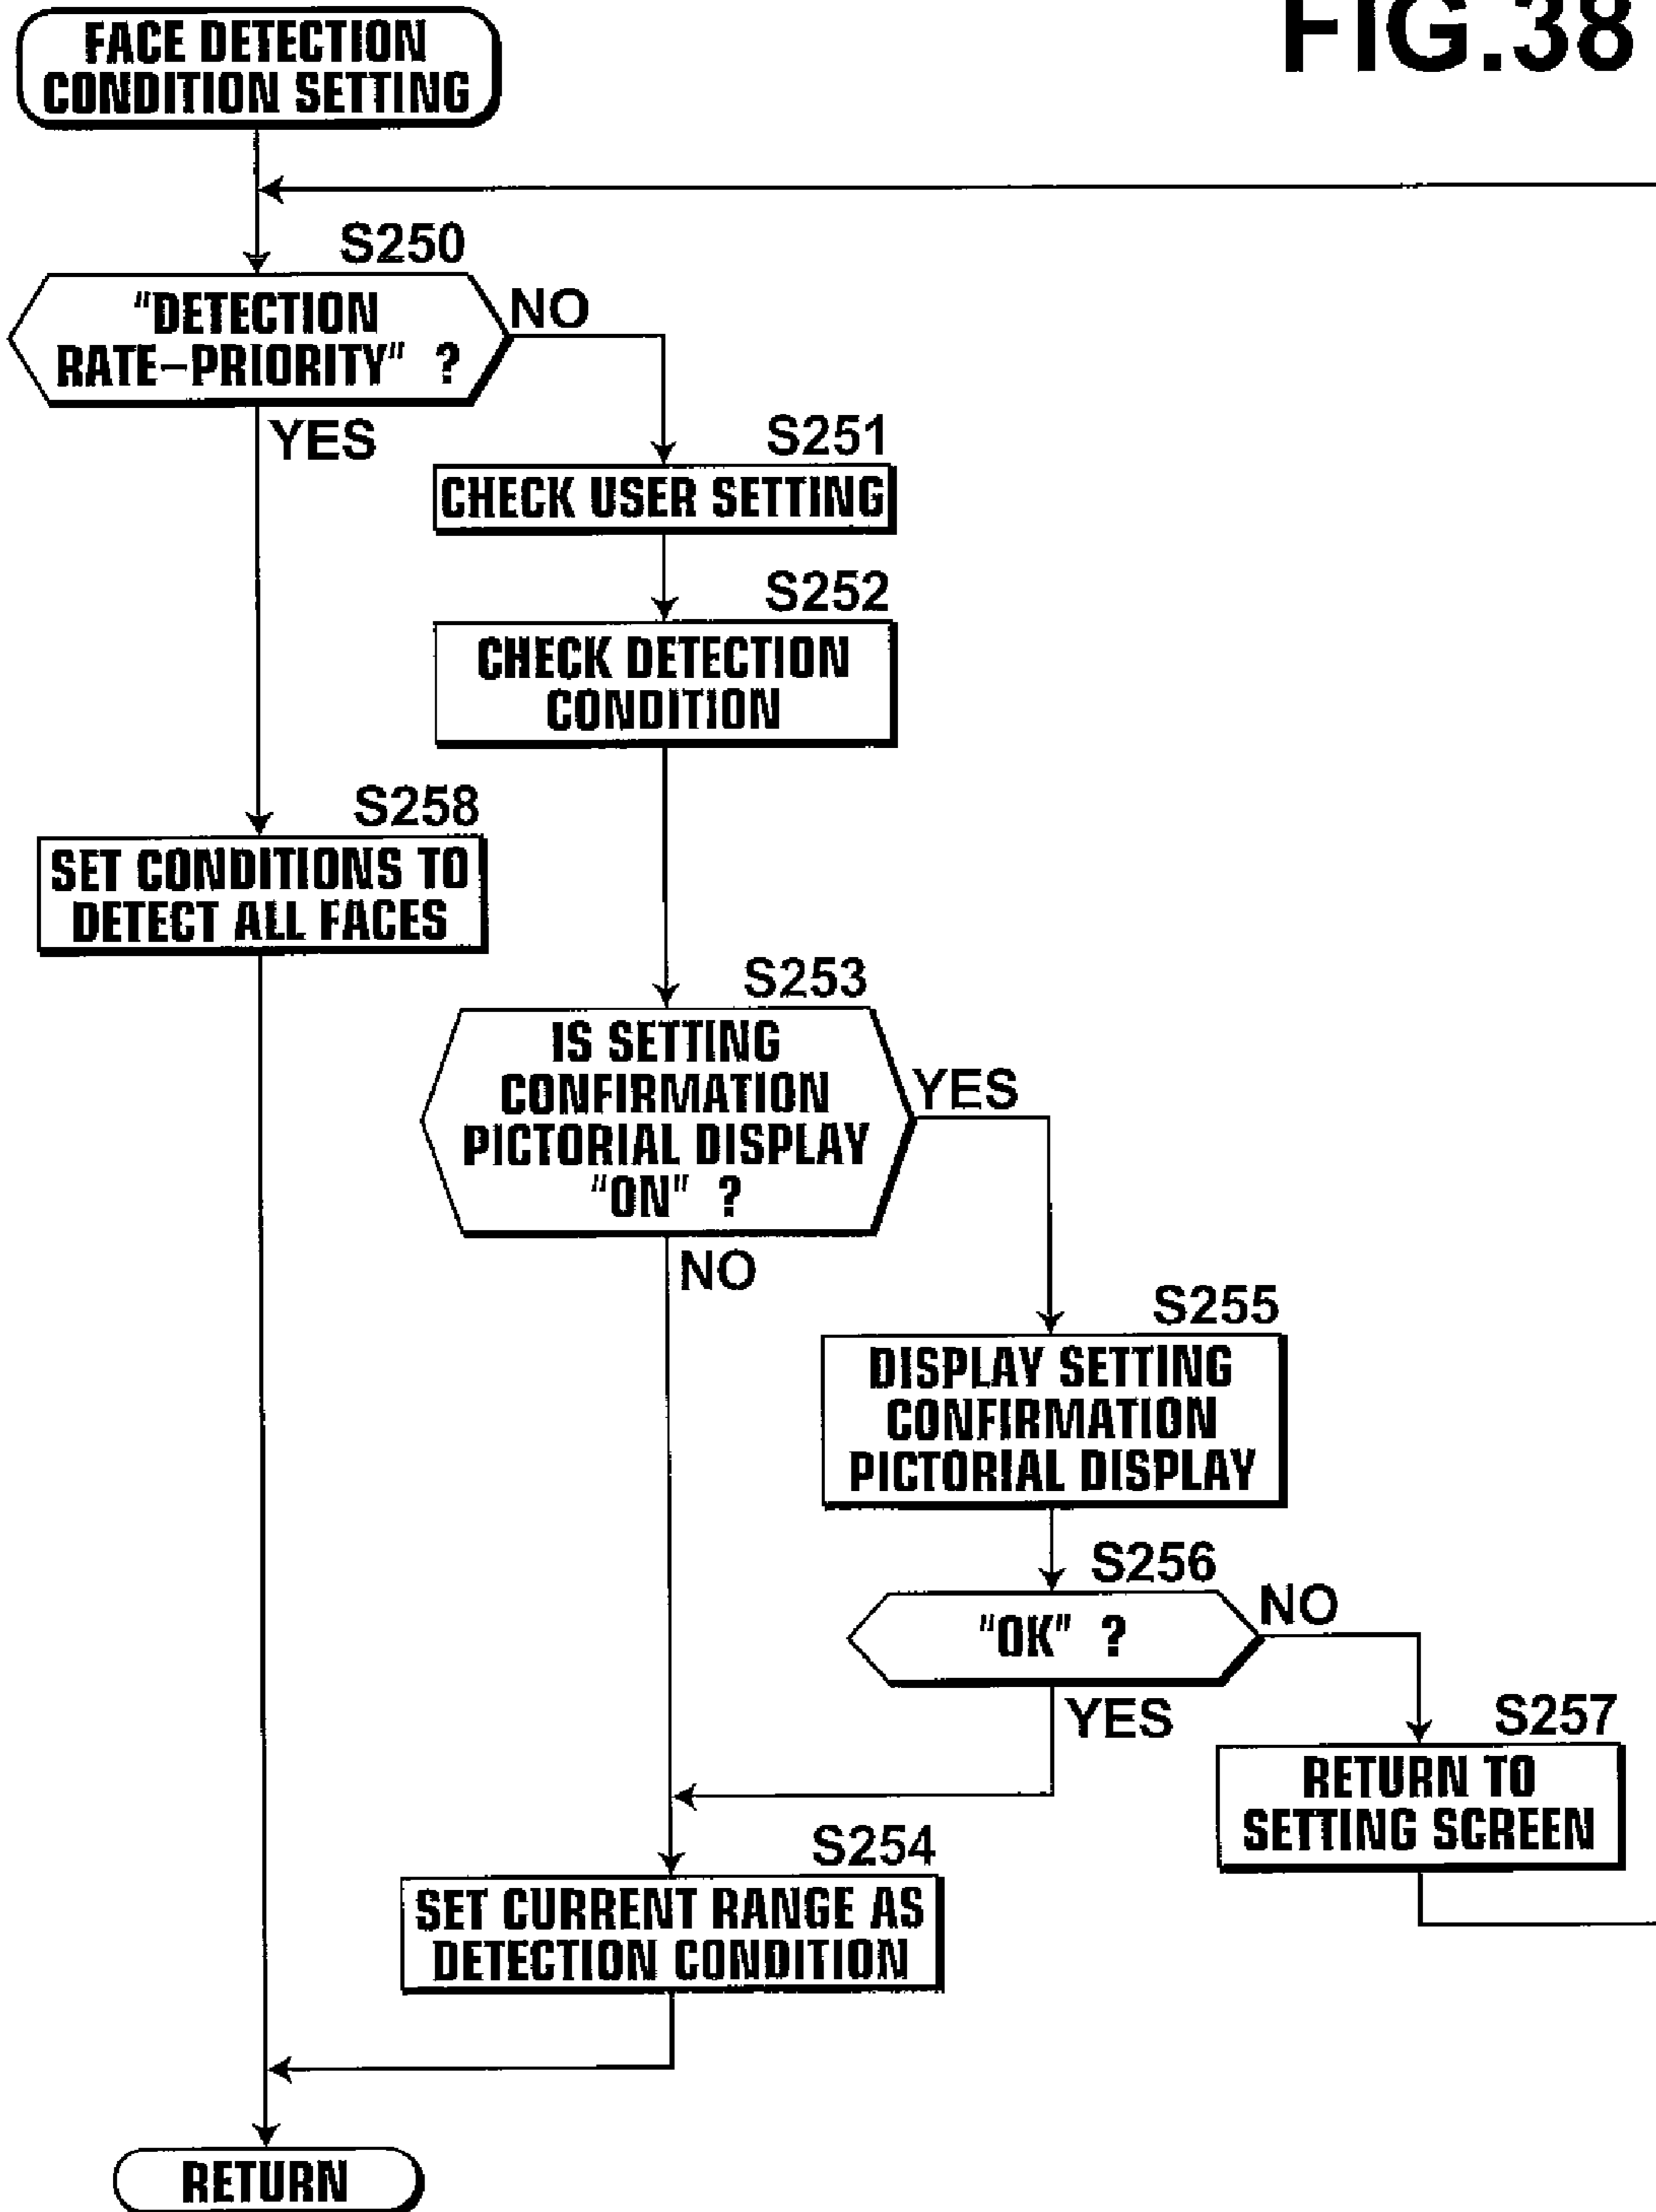 FIG.38
FACE DETECTION
CONDITION SETTING
S250
"DETECTION
RATE-PRIORITY" ?
NO
YES
S251
CHECK USER SETTING
S252
CHECK DETECTION
CONDITION
S258
SET CONDITIONS TO
DETECT ALL FACES
S253
IS SETTING
CONFIRMATION
PICTORIAL DISPLAY
"ON" ?
YES
NO
S255
DISPLAY SETTING
CONFIRMATION
PICTORIAL DISPLAY
S256
"OK" ?
NO
YES
S257
RETURN TO
SETTING SCREEN
S254
SET CURRENT RANGE AS
DETECTION CONDITION
RETURN